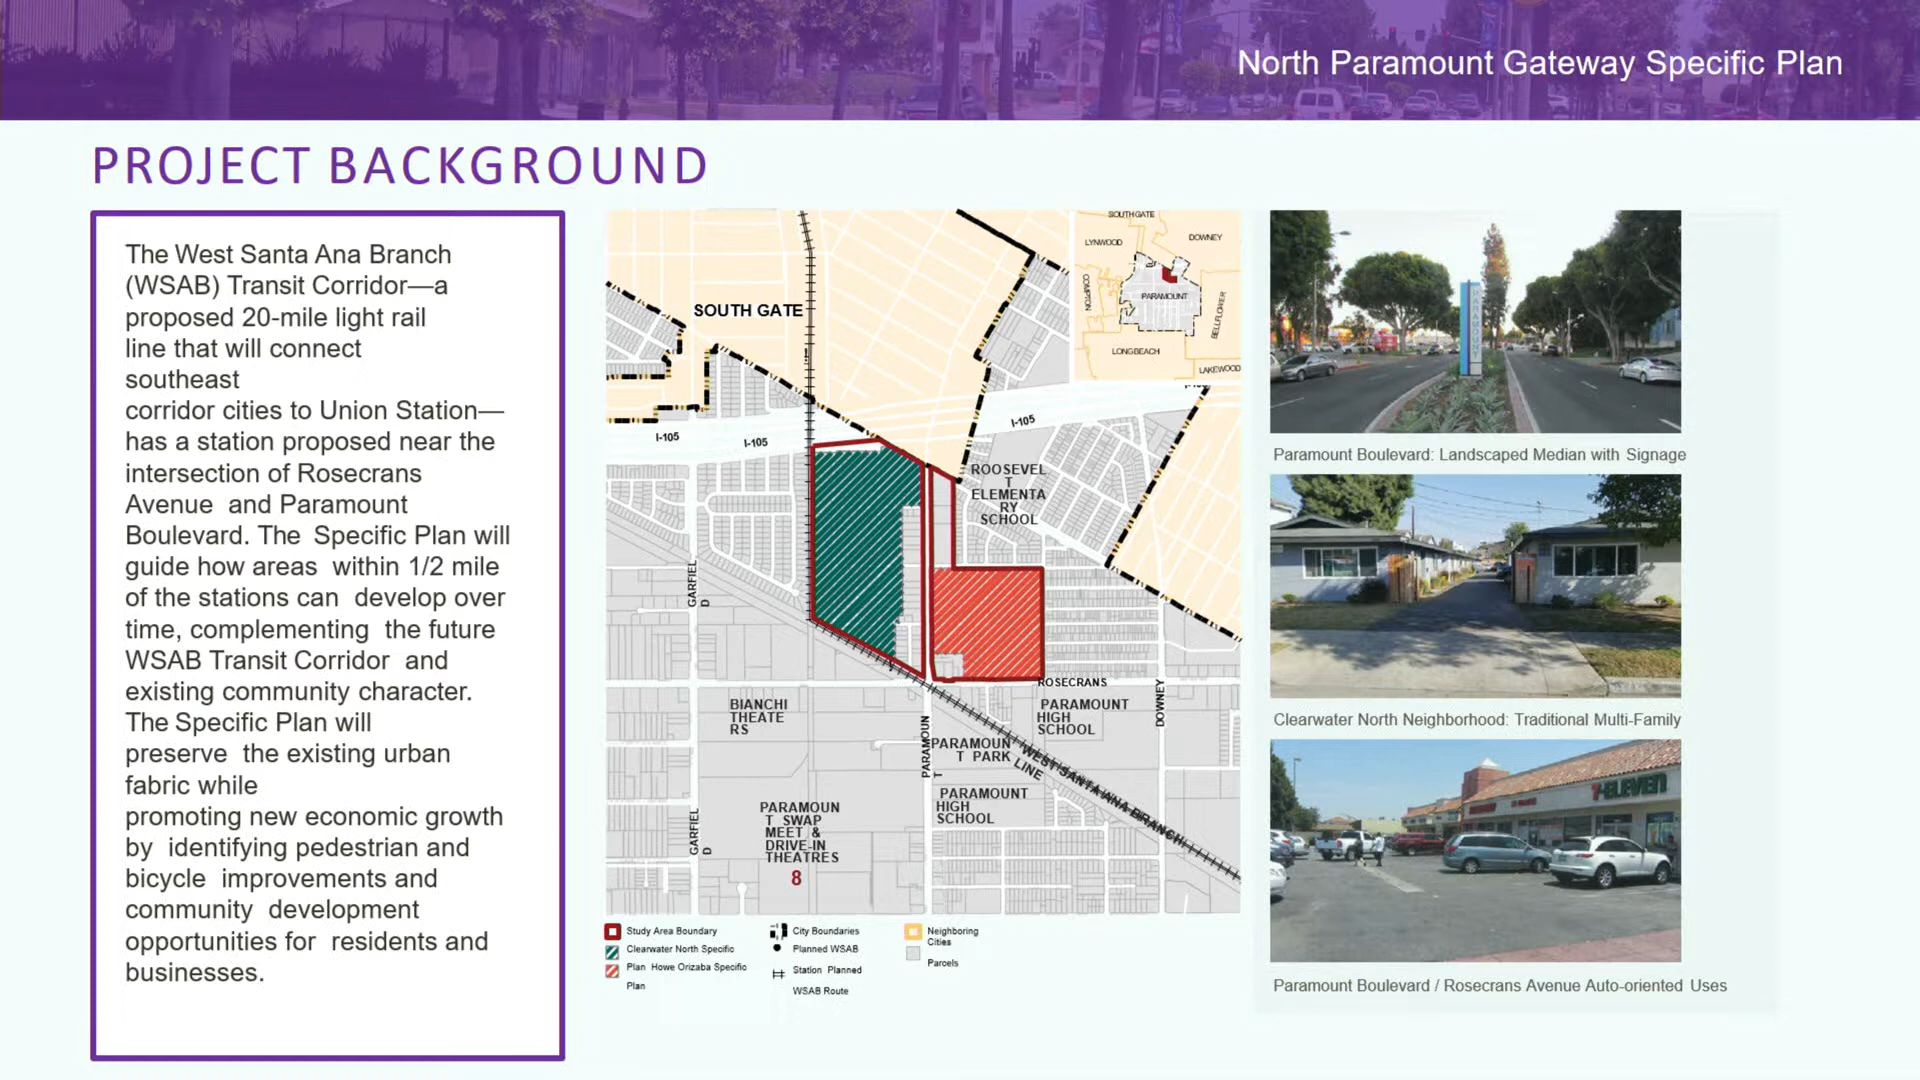 North Paramount Gateway Specific Plan
PROJECT BACKGROUND
The West Santa Ana Branch
(WSAB) Transit Corridor—a
proposed 20-mile light rail
line that will connect
southeast
corridor cities to Union Station—
has a station proposed near the
intersection of Rosecrans
Avenue and Paramount
Boulevard. The Specific Plan will
guide how areas within 1/2 mile
of the stations can develop over
time, complementing the future
WSAB Transit Corridor and
existing community character.
The Specific Plan will
preserve the existing urban
fabric while
promoting new economic growth
by identifying pedestrian and
bicycle improvements and
community development
opportunities for residents and
businesses.
SOUTH GATE
SOUTH GATE
LYNWOOD
DOWNEY
COMPTON
PARAMOUNT
BELLFLOWER
LONG BEACH
LAKEWOOD
I-105
I-105
I-105
ROOSEVEL
T
ELEMENTA
RY
SCHOOL
GARFIEL
D
ROSECRANS
BIANCHI
THEATE
RS
PARAMOUNT
HIGH
SCHOOL
DOWNEY
PARAMOUN
T
PARAMOUN
T PARK
WEST SANTA ANA BRANCH
LINE
PARAMOUNT
HIGH
SCHOOL
GARFIEL
D
PARAMOUN
T SWAP
MEET &
DRIVE-IN
THEATRES
8
Study Area Boundary
Clearwater North Specific
Plan Howe Orizaba Specific
Plan
City Boundaries
Planned WSAB
Station Planned
WSAB Route
Neighboring
Cities
Parcels
PARAMOUNT
Paramount Boulevard: Landscaped Median with Signage
Clearwater North Neighborhood: Traditional Multi-Family
7-ELEVEN
Paramount Boulevard / Rosecrans Avenue Auto-oriented Uses